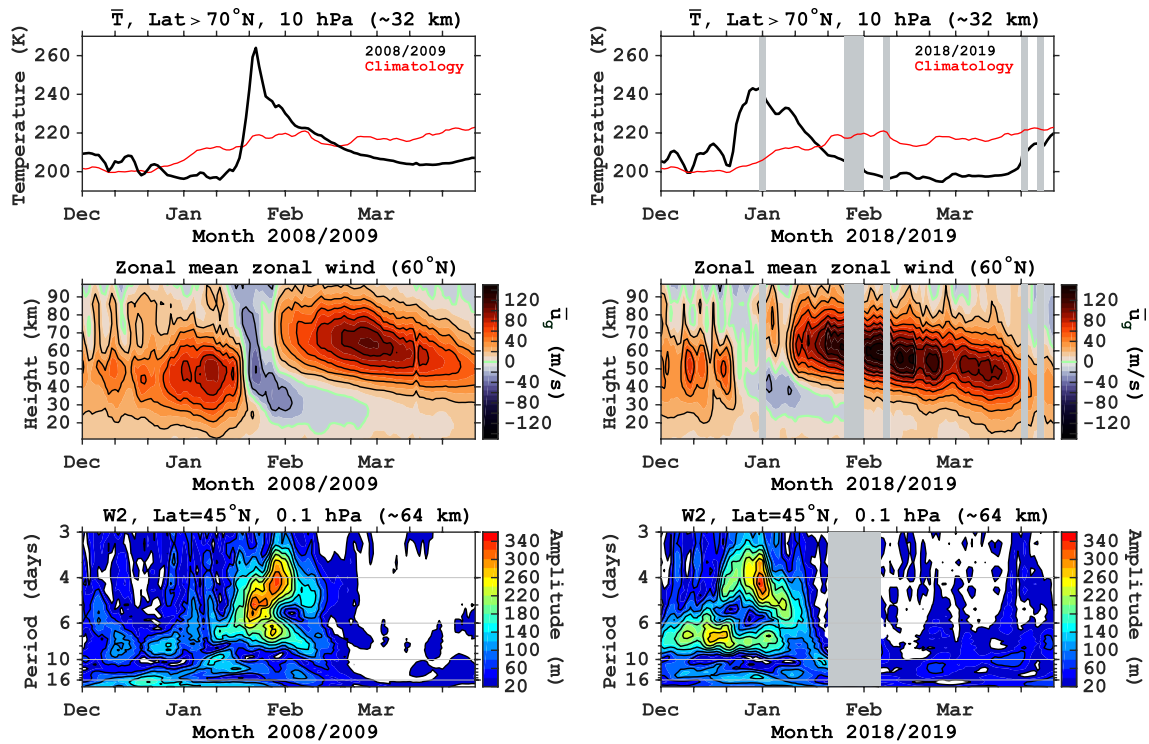 T̅, Lat>70°N, 10 hPa (~32 km)
Temperature (K)
260
240
220
200
2008/2009
Climatology
Dec Jan Feb Mar
Month 2008/2009
T̅, Lat>70°N, 10 hPa (~32 km)
Temperature (K)
260
240
220
200
2018/2019
Climatology
Dec Jan Feb Mar
Month 2018/2019
Zonal mean zonal wind (60°N)
Height (km)
90
80
70
60
50
40
30
20
Dec Jan Feb Mar
Month 2008/2009
120
80
40
0
-40
-80
-120
u̅g (m/s)
Zonal mean zonal wind (60°N)
Height (km)
90
80
70
60
50
40
30
20
Dec Jan Feb Mar
Month 2018/2019
120
80
40
0
-40
-80
-120
u̅g (m/s)
W2, Lat=45°N, 0.1 hPa (~64 km)
Period (days)
3
4
6
10
16
Dec Jan Feb Mar
Month 2008/2009
340
300
260
220
180
140
100
60
20
Amplitude (m)
W2, Lat=45°N, 0.1 hPa (~64 km)
Period (days)
3
4
6
10
16
Dec Jan Feb Mar
Month 2018/2019
340
300
260
220
180
140
100
60
20
Amplitude (m)